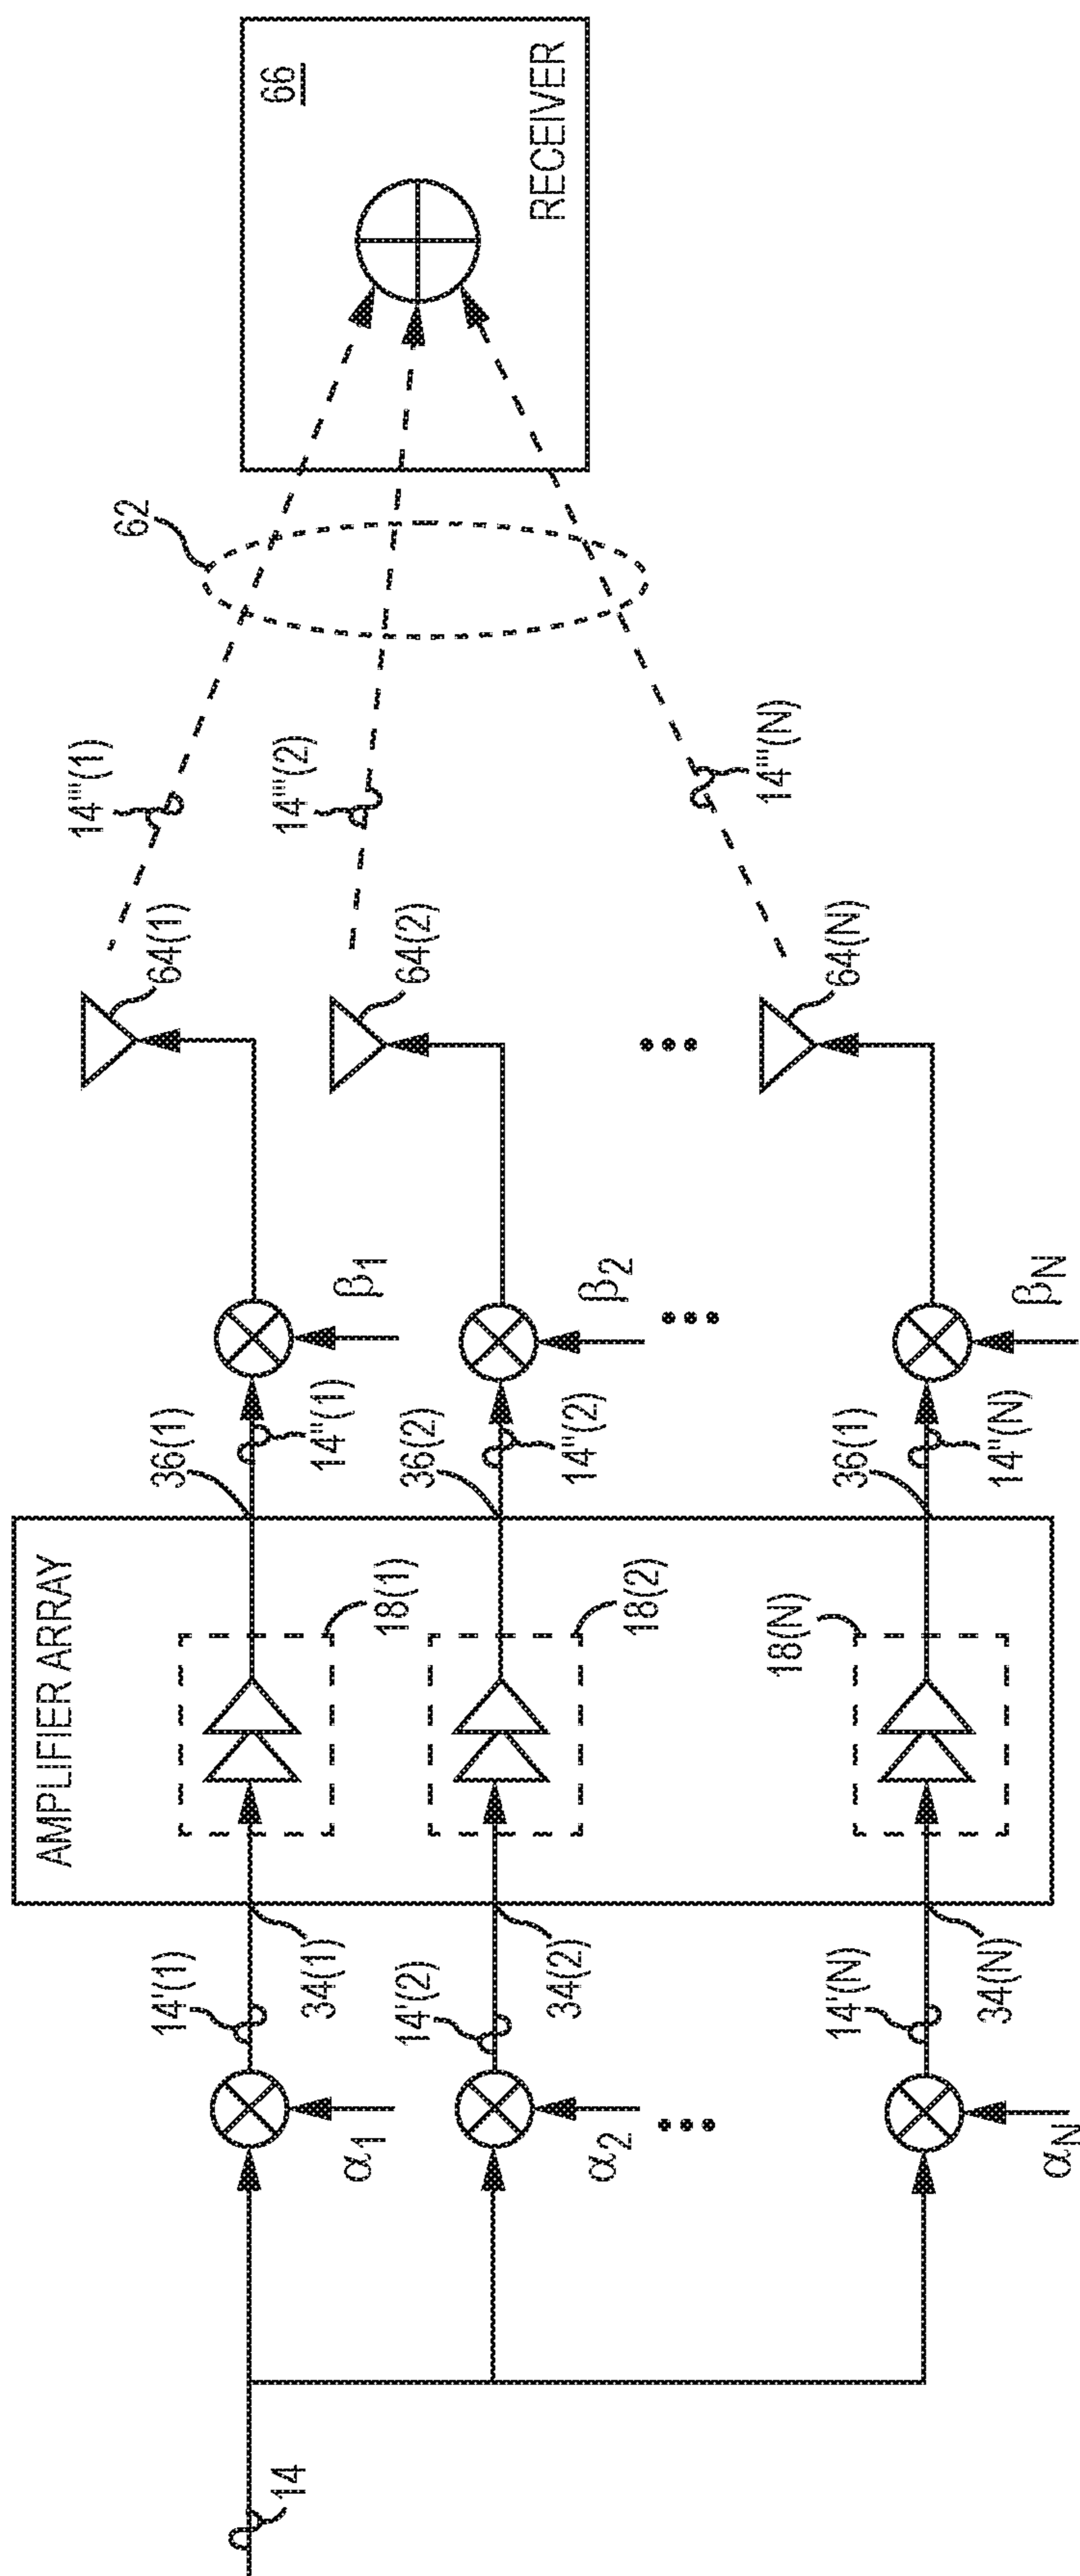 14
α1
α2
αN
14'(1)
14'(2)
14'(N)
34(1)
34(2)
34(N)
AMPLIFIER ARRAY
18(1)
18(2)
18(N)
36(1)
36(2)
36(1)
14"(1)
14"(2)
14"(N)
β1
β2
βN
64(1)
64(2)
64(N)
14'''(1)
14'''(2)
14'''(N)
62
66
RECEIVER